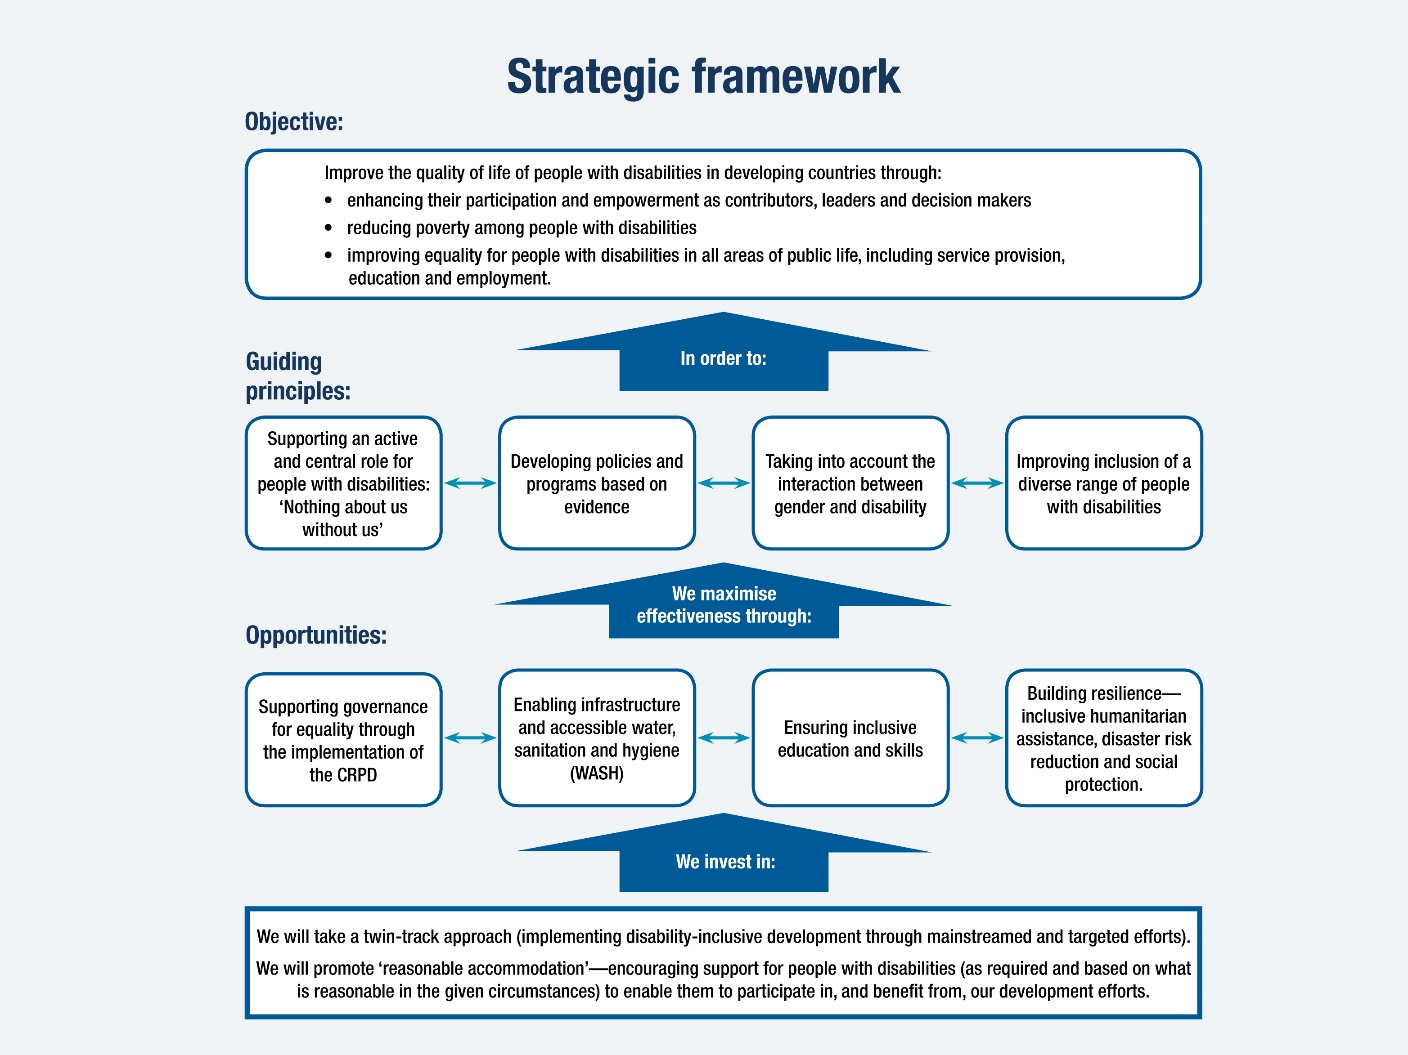 Strategic framework
Objective:
Improve the quality of life of people with disabilities in developing countries through:
• enhancing their participation and empowerment as contributors, leaders and decision makers
• reducing poverty among people with disabilities
• improving equality for people with disabilities in all areas of public life, including service provision,
education and employment.
In order to:
Guiding
principles:
Supporting an active
and central role for
people with disabilities:
‘Nothing about us
without us’
Developing policies and
programs based on
evidence
Taking into account the
interaction between
gender and disability
Improving inclusion of a
diverse range of people
with disabilities
We maximise
effectiveness through:
Opportunities:
Supporting governance
for equality through
the implementation of
the CRPD
Enabling infrastructure
and accessible water,
sanitation and hygiene
(WASH)
Ensuring inclusive
education and skills
Building resilience—
inclusive humanitarian
assistance, disaster risk
reduction and social
protection.
We invest in:
We will take a twin-track approach (implementing disability-inclusive development through mainstreamed and targeted efforts).
We will promote ‘reasonable accommodation’—encouraging support for people with disabilities (as required and based on what
is reasonable in the given circumstances) to enable them to participate in, and benefit from, our development efforts.